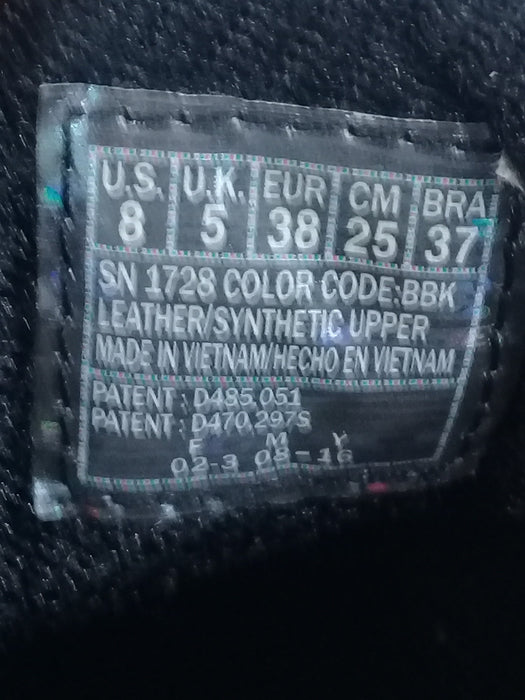 U.S. U.K. EUR CM BRA
8 5 38 25 37
SN 1728 COLOR CODE:BBK
LEATHER/SYNTHETIC UPPER
MADE IN VIETNAM/HECHO EN VIETNAM
PATENT : D485,051
PATENT : D470,297S
F M Y
02-3 08-16